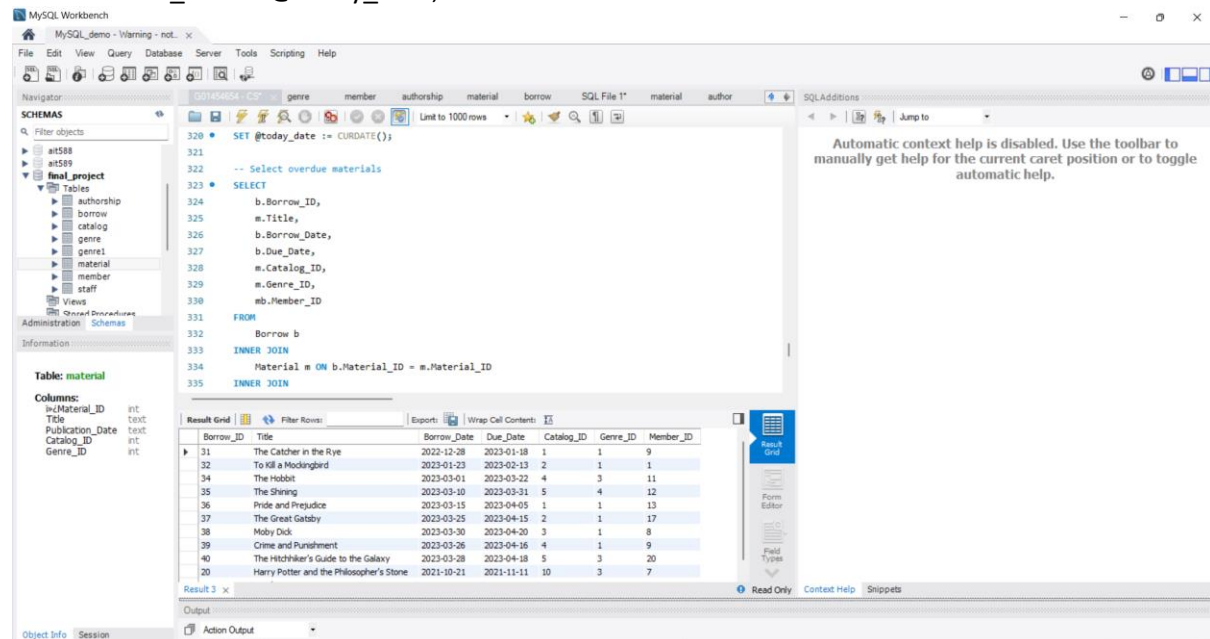 MySQL Workbench
MySQL_demo - Warning - not...
File Edit View Query Database Server Tools Scripting Help
Navigator
SCHEMAS
Filter objects
ait588
ait589
final_project
Tables
authorship
borrow
catalog
genre
genre1
material
member
staff
Views
Stored Procedures
Administration Schemas
Information
Table: material
Columns:
Material_ID int
Title text
Publication_Date text
Catalog_ID int
Genre_ID int
Object Info Session
genre member authorship material borrow SQL File 1* material author
Limit to 1000 rows
320 SET @today_date := CURDATE();
321
322 -- Select overdue materials
323 SELECT
324 b.Borrow_ID,
325 m.Title,
326 b.Borrow_Date,
327 b.Due_Date,
328 m.Catalog_ID,
329 m.Genre_ID,
330 mb.Member_ID
331 FROM
332 Borrow b
333 INNER JOIN
334 Material m ON b.Material_ID = m.Material_ID
335 INNER JOIN
Result Grid Filter Rows: Export: Wrap Cell Content:
Borrow_ID Title Borrow_Date Due_Date Catalog_ID Genre_ID Member_ID
31 The Catcher in the Rye 2022-12-28 2023-01-18 1 1 9
32 To Kill a Mockingbird 2023-01-23 2023-02-13 2 1 1
34 The Hobbit 2023-03-01 2023-03-22 4 3 11
35 The Shining 2023-03-10 2023-03-31 5 4 12
36 Pride and Prejudice 2023-03-15 2023-04-05 1 1 13
37 The Great Gatsby 2023-03-25 2023-04-15 2 1 17
38 Moby Dick 2023-03-30 2023-04-20 3 1 8
39 Crime and Punishment 2023-03-26 2023-04-16 4 1 9
40 The Hitchhiker's Guide to the Galaxy 2023-03-28 2023-04-18 5 3 20
20 Harry Potter and the Philosopher's Stone 2021-10-21 2021-11-11 10 3 7
Result Grid
Form Editor
Field Types
Result 3 Read Only
Output
Action Output
SQLAdditions
Jump to
Automatic context help is disabled. Use the toolbar to
manually get help for the current caret position or to toggle
automatic help.
Context Help Snippets